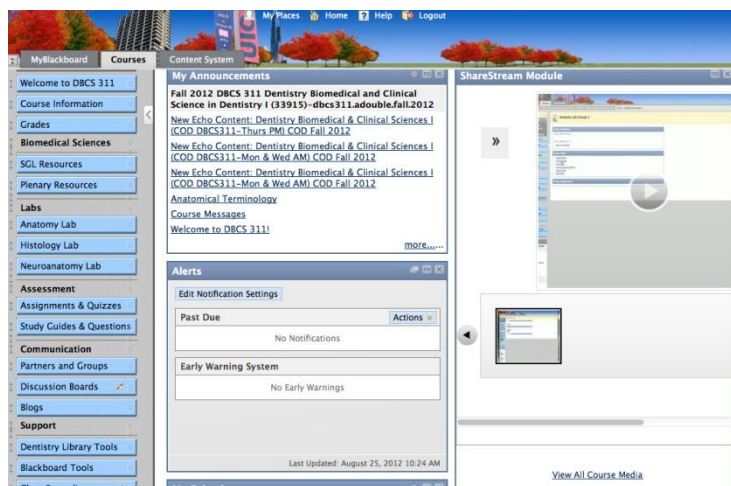 My Places
Home
Help
Logout
MyBlackboard
Courses
Content System
Welcome to DBCS 311
Course Information
Grades
Biomedical Sciences
SGL Resources
Plenary Resources
Labs
Anatomy Lab
Histology Lab
Neuroanatomy Lab
Assessment
Assignments & Quizzes
Study Guides & Questions
Communication
Partners and Groups
Discussion Boards
Blogs
Support
Dentistry Library Tools
Blackboard Tools
My Announcements
Fall 2012 DBCS 311 Dentistry Biomedical and Clinical
Science in Dentistry I (33915)-dbcs311.adouble.fall.2012
New Echo Content: Dentistry Biomedical & Clinical Sciences I
(COD DBCS311-Thurs PM) COD Fall 2012
New Echo Content: Dentistry Biomedical & Clinical Sciences I
(COD DBCS311-Mon & Wed AM) COD Fall 2012
New Echo Content: Dentistry Biomedical & Clinical Sciences I
(COD DBCS311-Mon & Wed AM) COD Fall 2012
Anatomical Terminology
Course Messages
Welcome to DBCS 311!
more......
Alerts
Edit Notification Settings
Past Due
Actions
No Notifications
Early Warning System
No Early Warnings
Last Updated: August 25, 2012 10:24 AM
ShareStream Module
View All Course Media